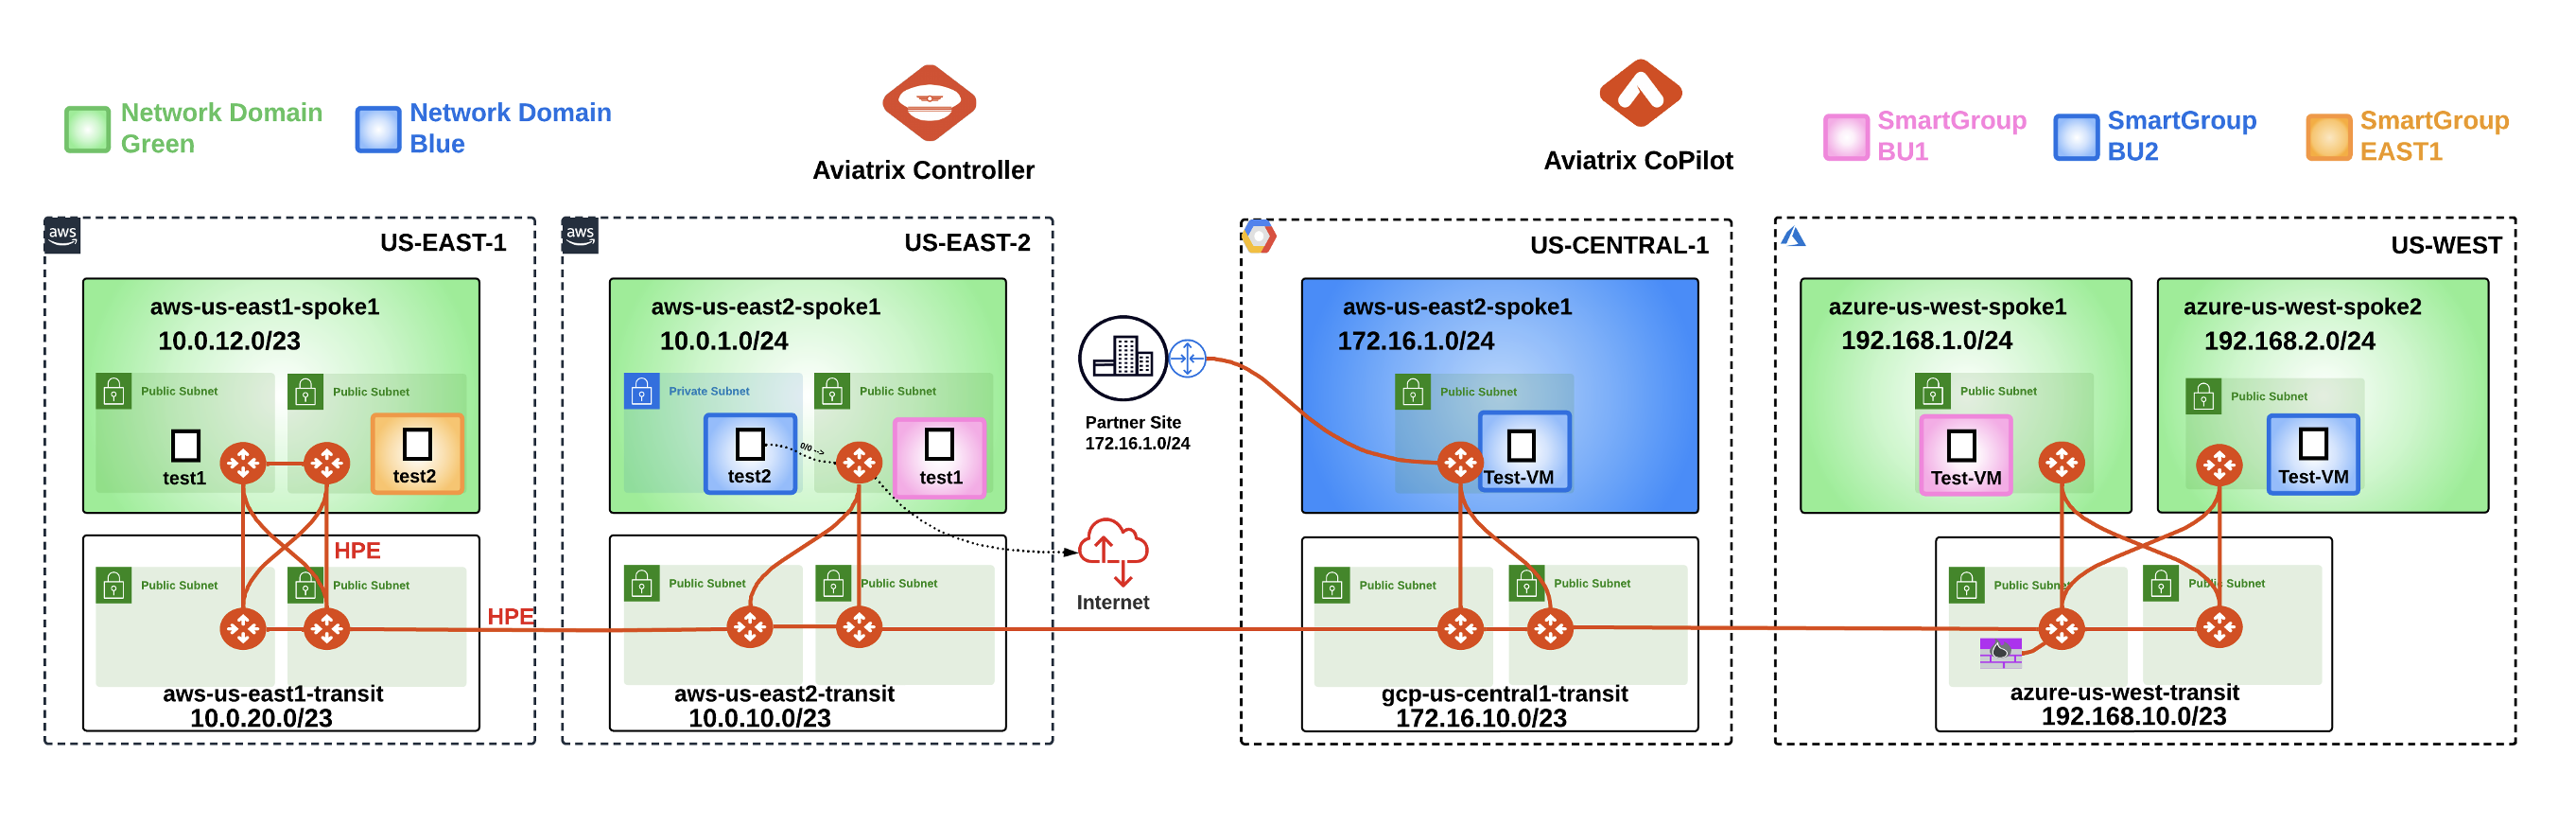 Network Domain
Green
Network Domain
Blue
Aviatrix Controller
Aviatrix CoPilot
SmartGroup
BU1
SmartGroup
BU2
SmartGroup
EAST1
aws
US-EAST-1
aws-us-east1-spoke1
10.0.12.0/23
Public Subnet
Public Subnet
test1
test2
HPE
Public Subnet
Public Subnet
HPE
aws-us-east1-transit
10.0.20.0/23
aws
US-EAST-2
aws-us-east2-spoke1
10.0.1.0/24
Private Subnet
Public Subnet
test2
0/0 -->
test1
Public Subnet
Public Subnet
aws-us-east2-transit
10.0.10.0/23
Partner Site
172.16.1.0/24
Internet
US-CENTRAL-1
aws-us-east2-spoke1
172.16.1.0/24
Public Subnet
Test-VM
Public Subnet
Public Subnet
gcp-us-central1-transit
172.16.10.0/23
US-WEST
azure-us-west-spoke1
192.168.1.0/24
Public Subnet
Test-VM
azure-us-west-spoke2
192.168.2.0/24
Public Subnet
Test-VM
Public Subnet
Public Subnet
azure-us-west-transit
192.168.10.0/23